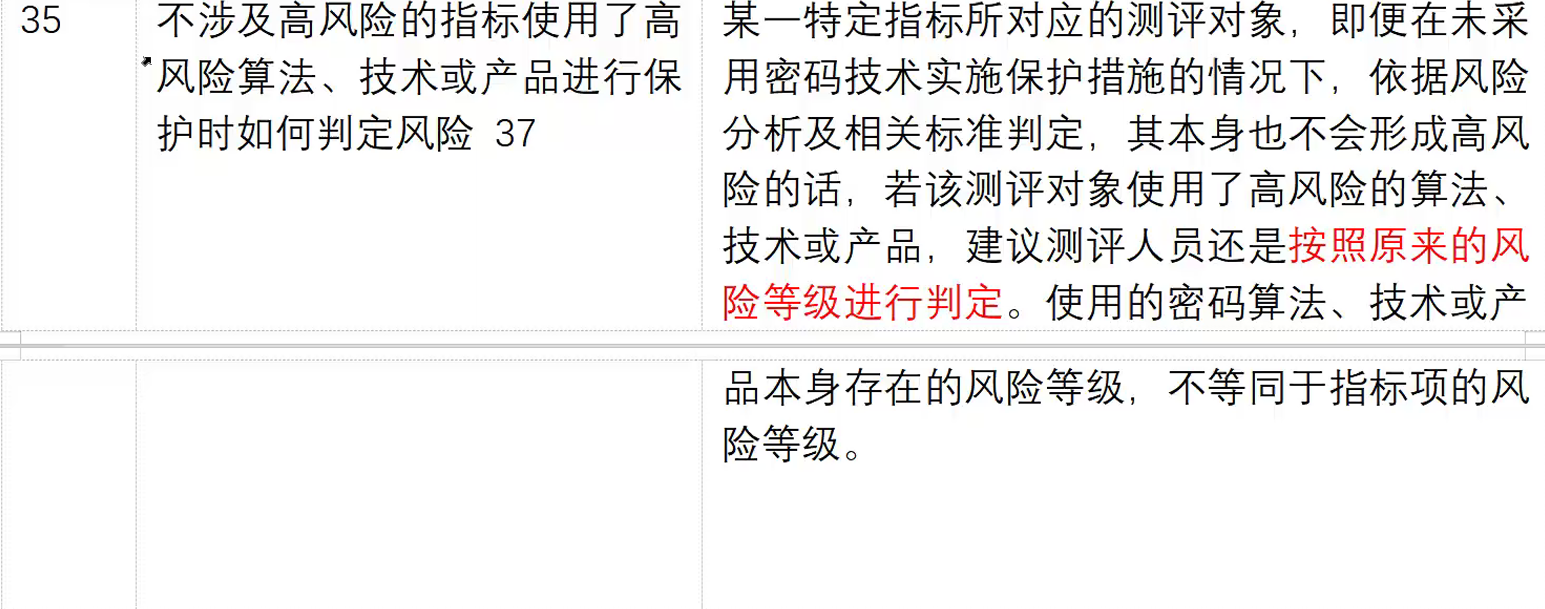 35
不涉及高风险的指标使用了高
风险算法、技术或产品进行保
护时如何判定风险 37
某一特定指标所对应的测评对象，即便在未采
用密码技术实施保护措施的情况下，依据风险
分析及相关标准判定，其本身也不会形成高风
险的话，若该测评对象使用了高风险的算法、
技术或产品，建议测评人员还是按照原来的风
险等级进行判定。使用的密码算法、技术或产
品本身存在的风险等级，不等同于指标项的风
险等级。